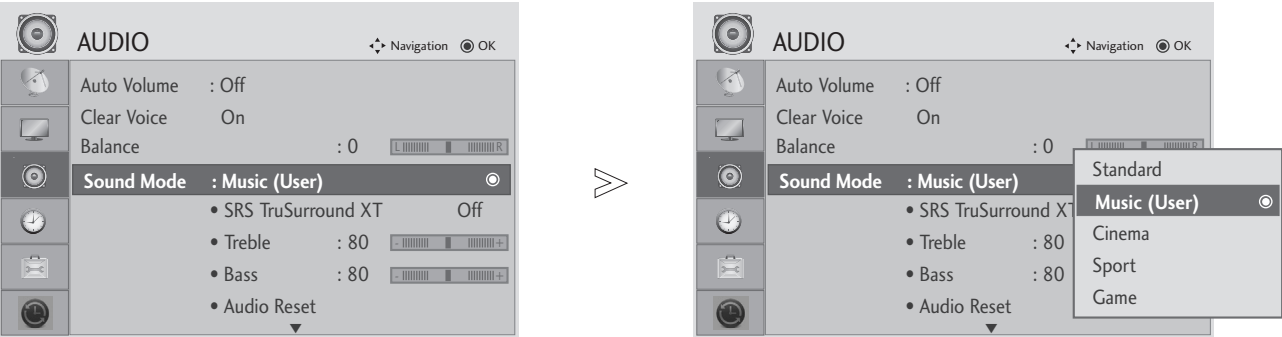 AUDIO Navigation OK
Auto Volume : Off
Clear Voice On
Balance : 0 L R
Sound Mode : Music (User)
• SRS TruSurround XT Off
• Treble : 80 - +
• Bass : 80 - +
• Audio Reset
AUDIO Navigation OK
Auto Volume : Off
Clear Voice On
Balance : 0 L R
Sound Mode : Music (User)
• SRS TruSurround XT
• Treble : 80
• Bass : 80
• Audio Reset
Standard
Music (User)
Cinema
Sport
Game